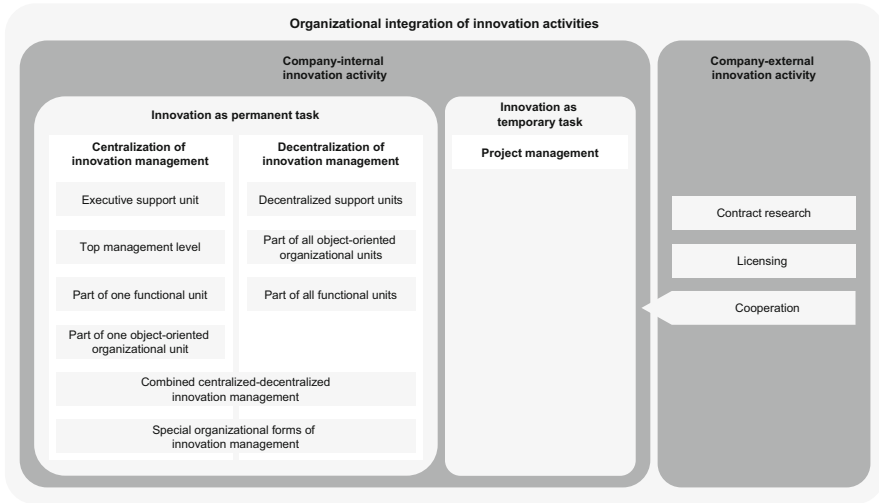 Organizational integration of innovation activities
Company-internal
innovation activity
Innovation as permanent task
Centralization of
innovation management
Executive support unit
Top management level
Part of one functional unit
Part of one object-oriented
organizational unit
Decentralization of
innovation management
Decentralized support units
Part of all object-oriented
organizational units
Part of all functional units
Combined centralized-decentralized
innovation management
Special organizational forms of
innovation management
Innovation as
temporary task
Project management
Company-external
innovation activity
Contract research
Licensing
Cooperation